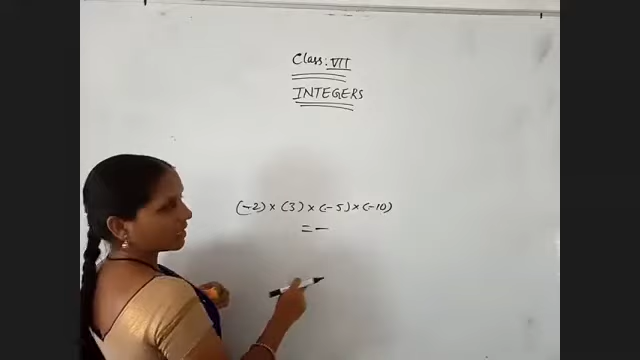 Class: VII
INTEGERS
(-2) × (3) × (-5) × (-10)
= -